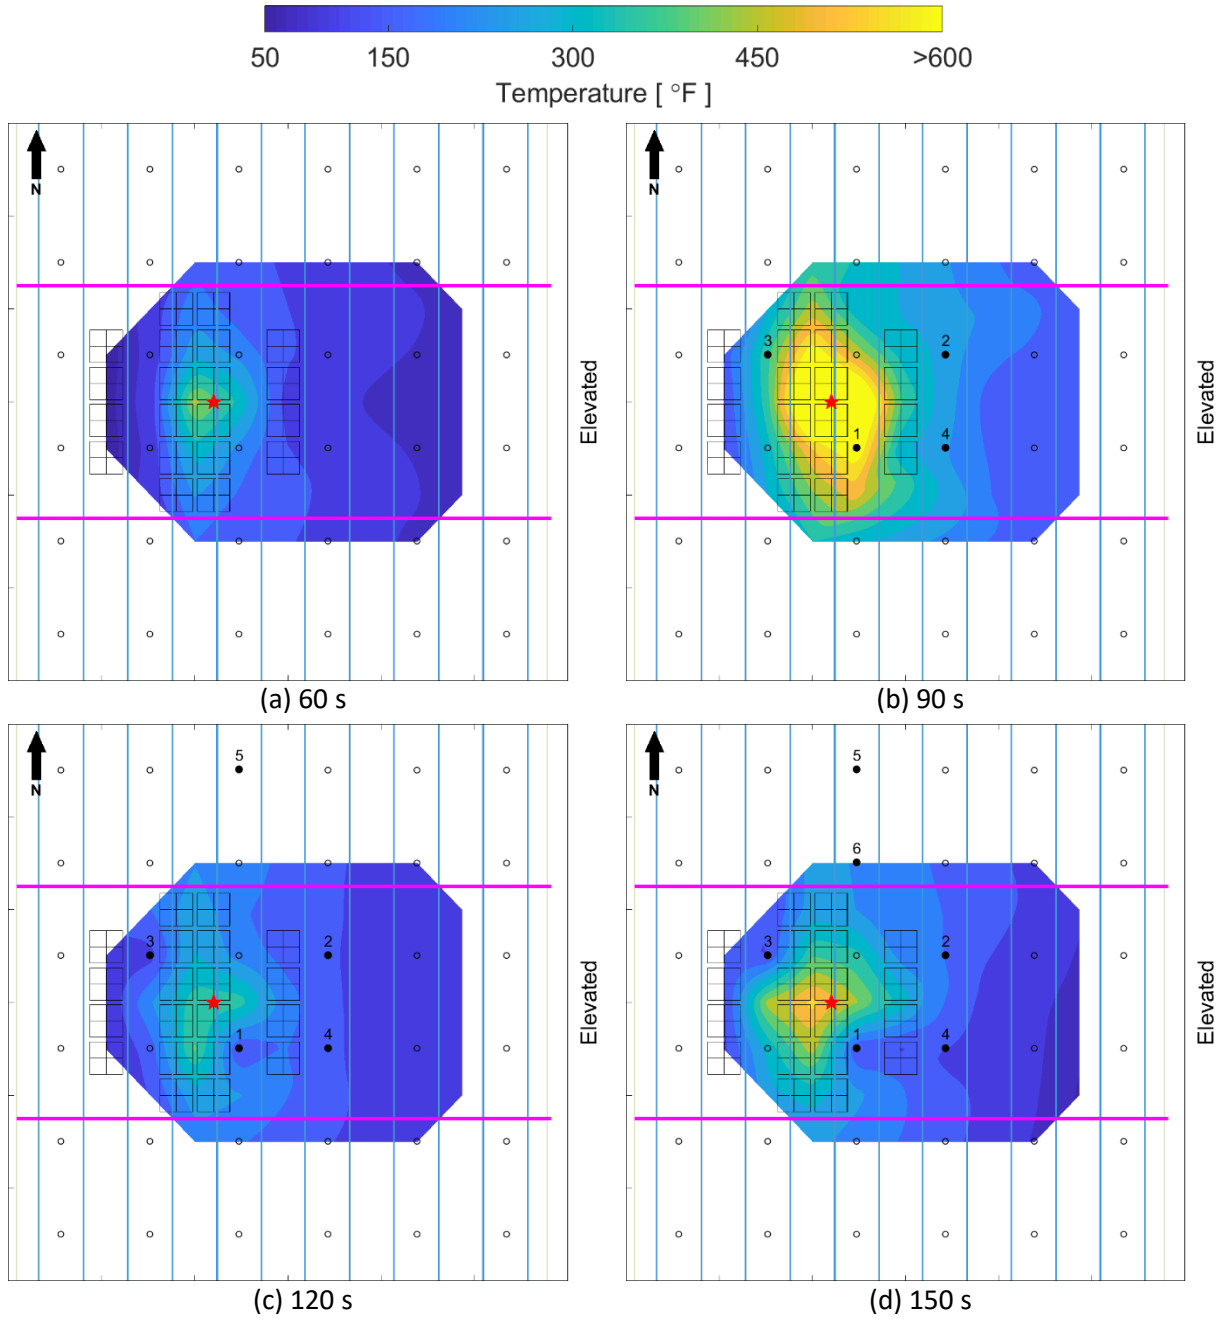 50 150 300 450 >600
Temperature [ °F ]
N
Elevated
(a) 60 s
N
3 2
1 4
Elevated
(b) 90 s
N
5
3 2
1 4
Elevated
(c) 120 s
N
5
6
3 2
1 4
Elevated
(d) 150 s